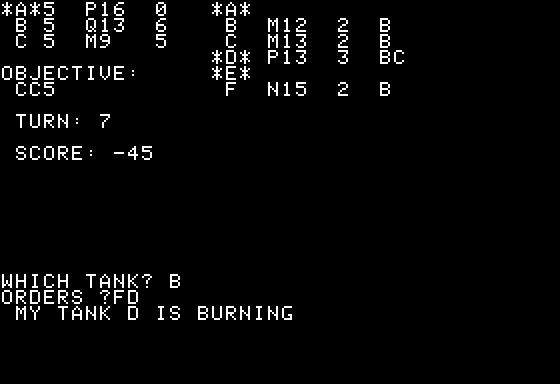 *A*5  P16  0   *A*
 B 5  Q13  6    B  M12  2  B
 C 5  M9   5    C  M13  2  B
               *D* P13  3  BC
OBJECTIVE:     *E*
 CC5            F  N15  2  B
 TURN: 7
 SCORE: -45
WHICH TANK? B
ORDERS ?FD
 MY TANK D IS BURNING